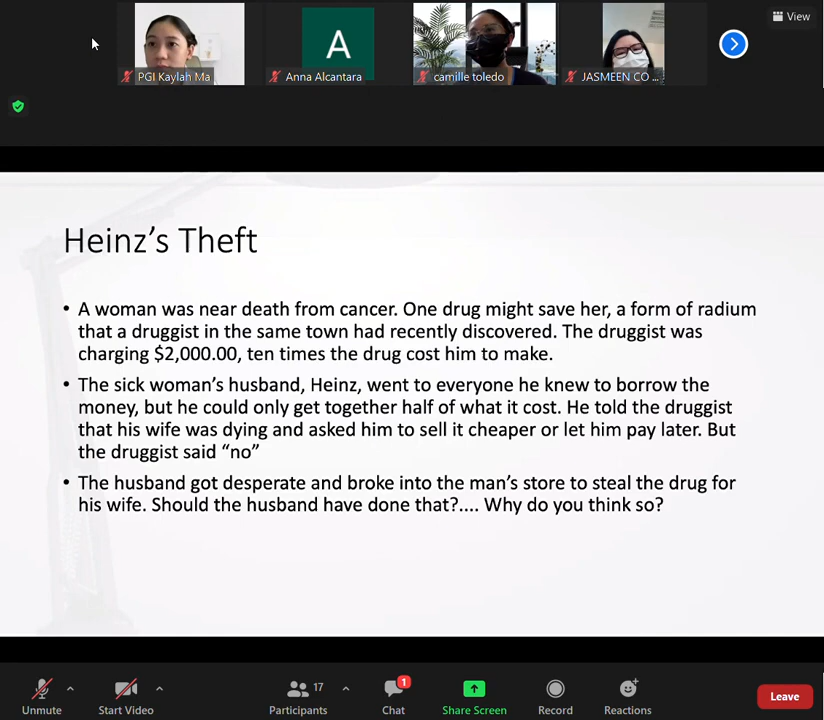 View
PGI Kaylah Ma
A
Anna Alcantara
camille toledo
JASMEEN CO ...
Heinz’s Theft
• A woman was near death from cancer. One drug might save her, a form of radium
that a druggist in the same town had recently discovered. The druggist was
charging $2,000.00, ten times the drug cost him to make.
• The sick woman’s husband, Heinz, went to everyone he knew to borrow the
money, but he could only get together half of what it cost. He told the druggist
that his wife was dying and asked him to sell it cheaper or let him pay later. But
the druggist said “no”
• The husband got desperate and broke into the man’s store to steal the drug for
his wife. Should the husband have done that?.... Why do you think so?
17
1
Unmute
Start Video
Participants
Chat
Share Screen
Record
Reactions
Leave